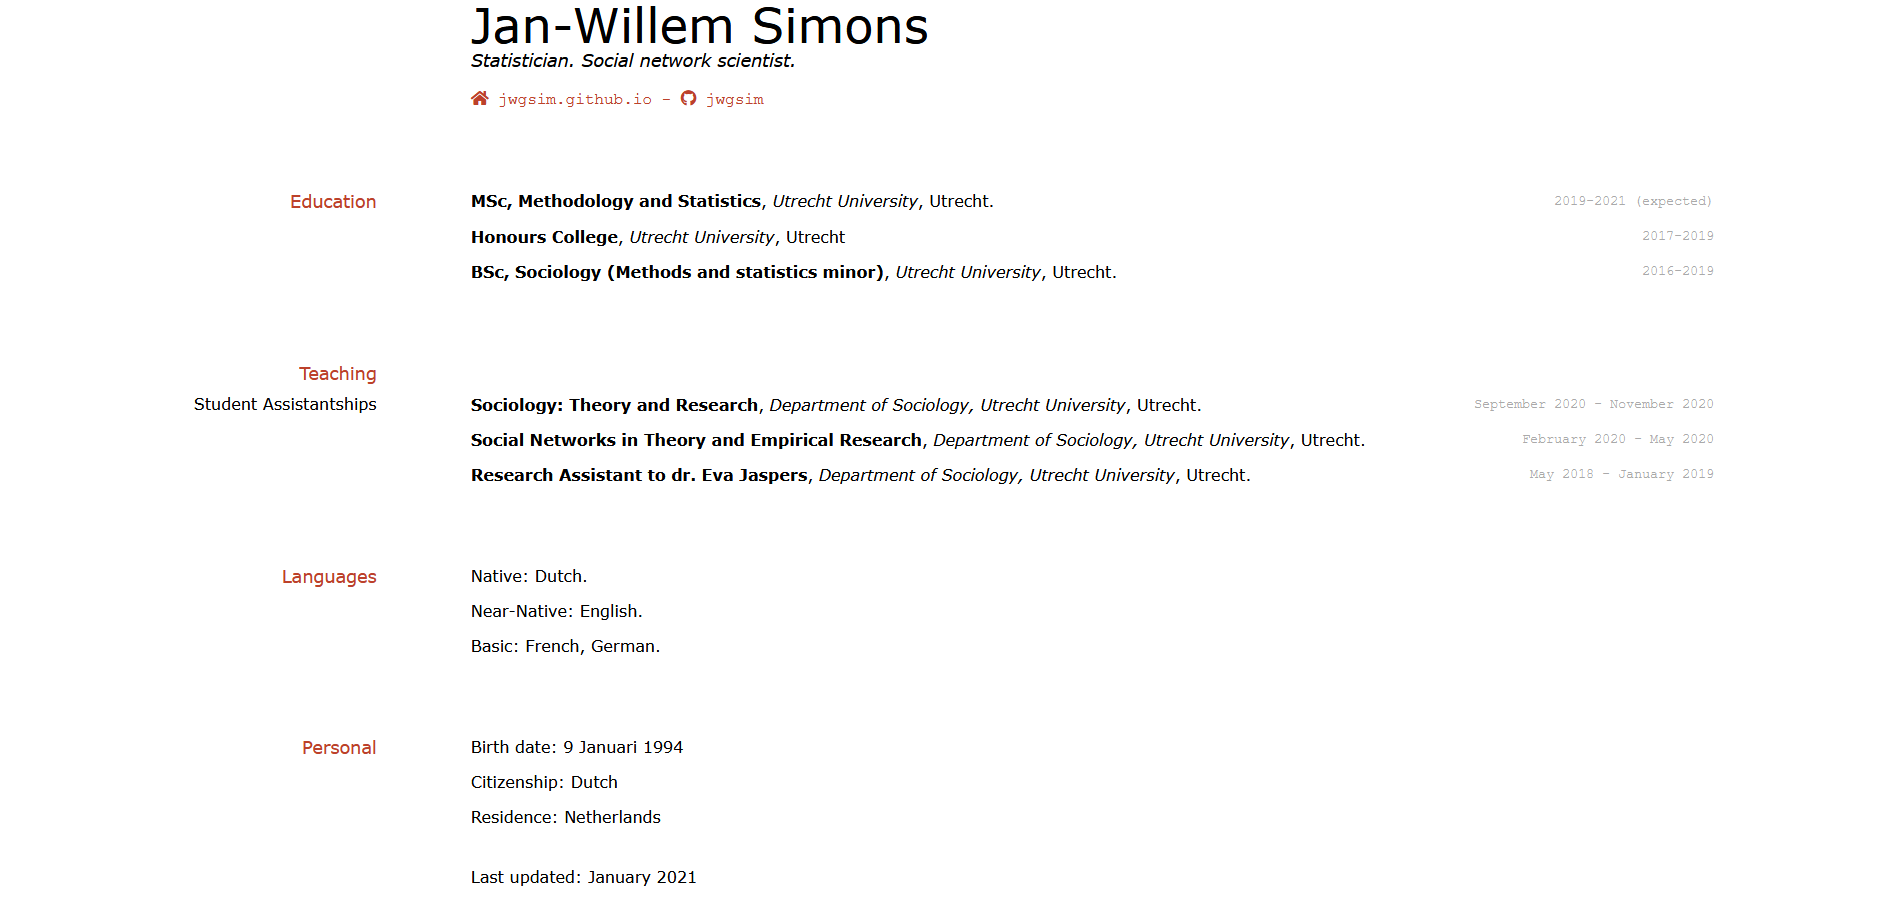 Jan-Willem Simons
Statistician. Social network scientist.
jwgsim.github.io - jwgsim
Education
MSc, Methodology and Statistics, Utrecht University, Utrecht. 2019-2021 (expected)
Honours College, Utrecht University, Utrecht 2017-2019
BSc, Sociology (Methods and statistics minor), Utrecht University, Utrecht. 2016-2019
Teaching
Student Assistantships
Sociology: Theory and Research, Department of Sociology, Utrecht University, Utrecht. September 2020 - November 2020
Social Networks in Theory and Empirical Research, Department of Sociology, Utrecht University, Utrecht. February 2020 - May 2020
Research Assistant to dr. Eva Jaspers, Department of Sociology, Utrecht University, Utrecht. May 2018 - January 2019
Languages
Native: Dutch.
Near-Native: English.
Basic: French, German.
Personal
Birth date: 9 Januari 1994
Citizenship: Dutch
Residence: Netherlands
Last updated: January 2021